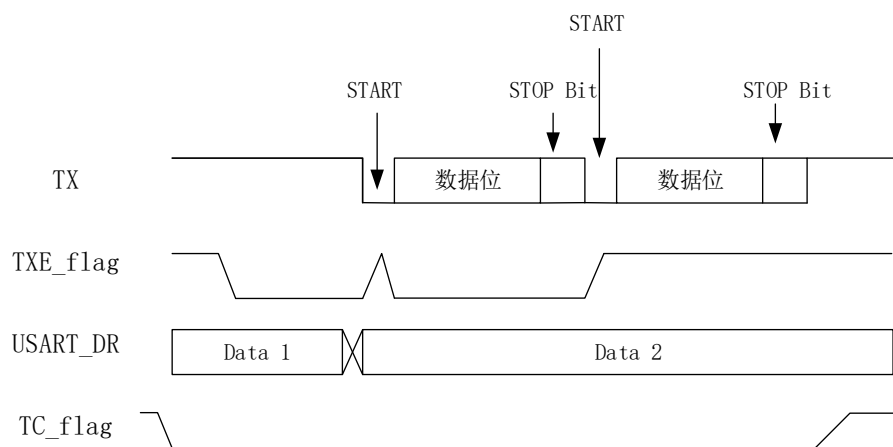 START
START
STOP Bit
STOP Bit
TX
数据位
数据位
TXE_flag
USART_DR
Data 1
Data 2
TC_flag